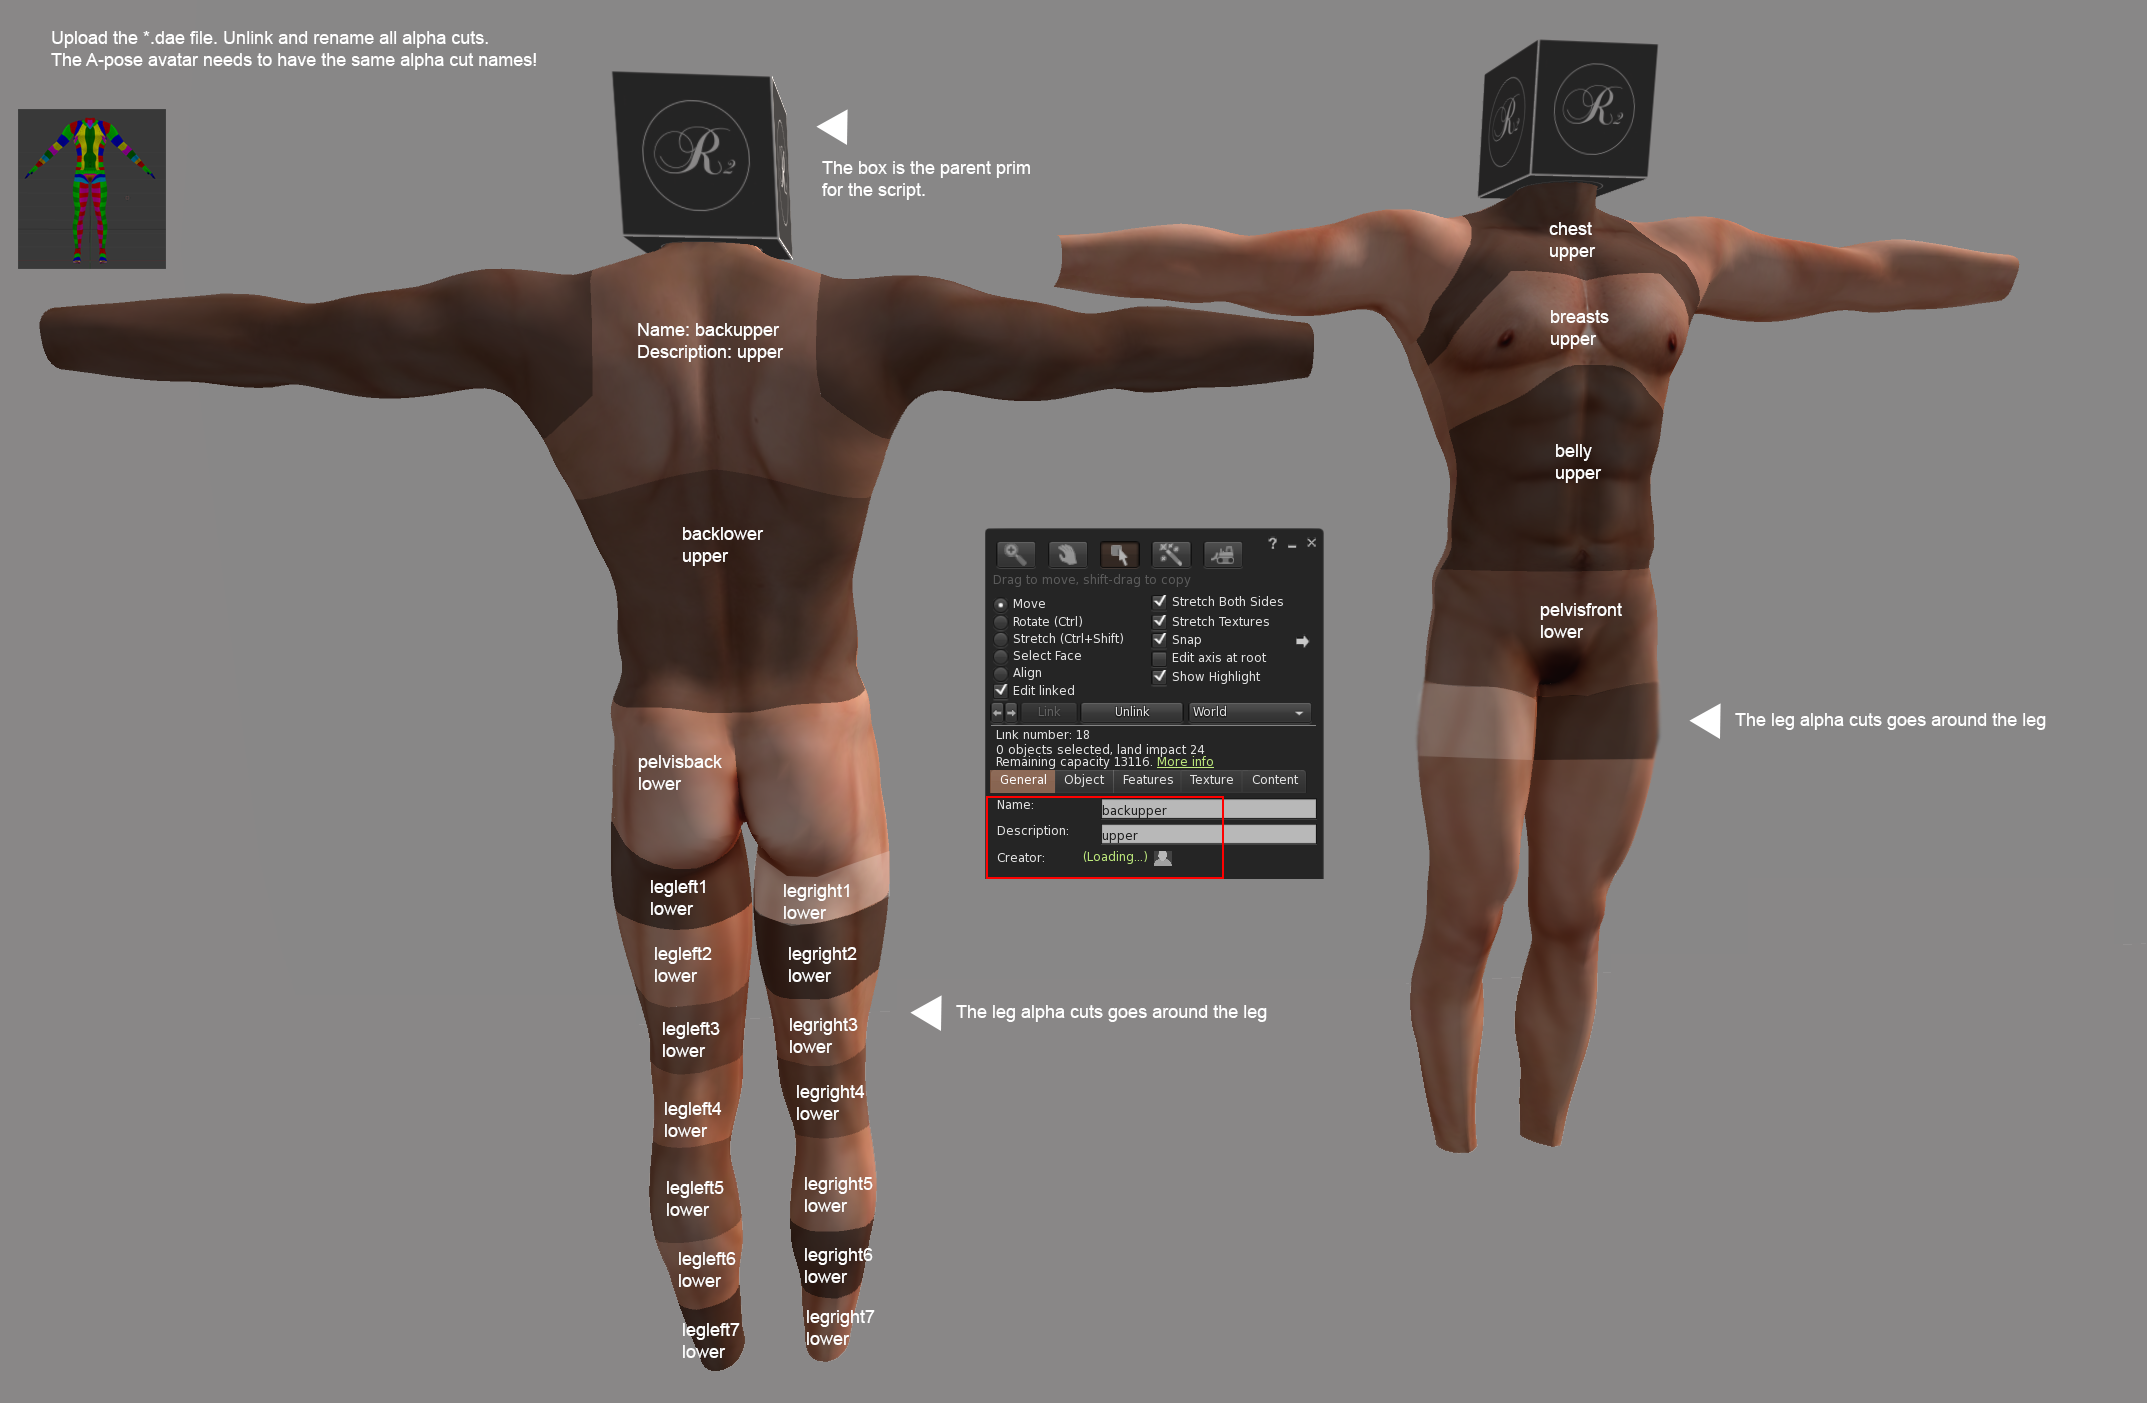 Upload the *.dae file. Unlink and rename all alpha cuts.
The A-pose avatar needs to have the same alpha cut names!
R2
R2
R2
The box is the parent prim
for the script.
Name: backupper
Description: upper
backlower
upper
pelvisback
lower
legleft1
lower
legright1
lower
legleft2
lower
legright2
lower
legleft3
lower
legright3
lower
legleft4
lower
legright4
lower
legleft5
lower
legright5
lower
legleft6
lower
legright6
lower
legleft7
lower
legright7
lower
The leg alpha cuts goes around the leg
? 
Drag to move, shift-drag to copy
Move
Rotate (Ctrl)
Stretch (Ctrl+Shift)
Select Face
Align
Edit linked
Stretch Both Sides
Stretch Textures
Snap
Edit axis at root
Show Highlight
Link
Unlink
World
Link number: 18
0 objects selected, land impact 24
Remaining capacity 13116. More info
General Object Features Texture Content
Name: backupper
Description: upper
Creator: (Loading...)
chest
upper
breasts
upper
belly
upper
pelvisfront
lower
The leg alpha cuts goes around the leg